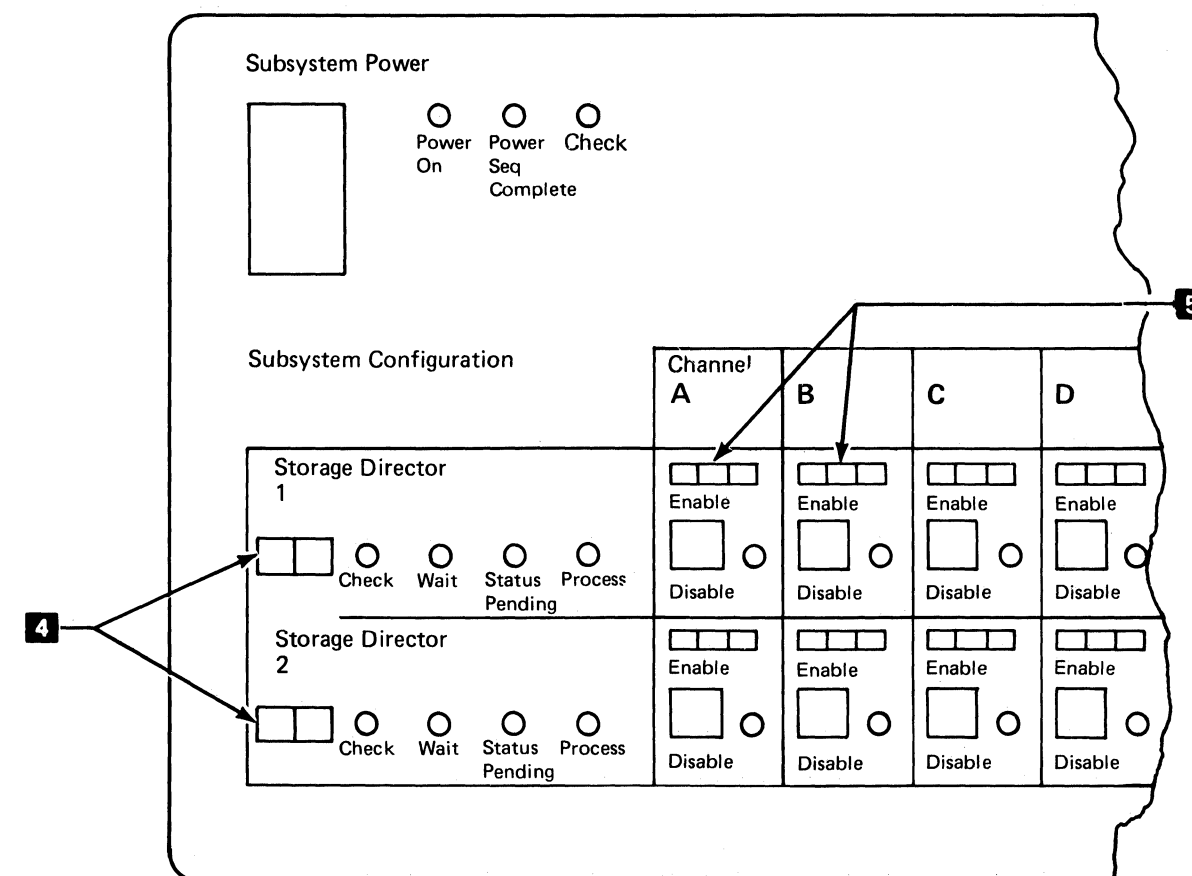 Subsystem Power
Power On
Power Seq Complete
Check
5
Subsystem Configuration
Channel
A
B
C
D
Storage Director
1
Enable
Enable
Enable
Enable
Check
Wait
Status Pending
Process
Disable
Disable
Disable
Disable
4
Storage Director
2
Enable
Enable
Enable
Enable
Check
Wait
Status Pending
Process
Disable
Disable
Disable
Disable